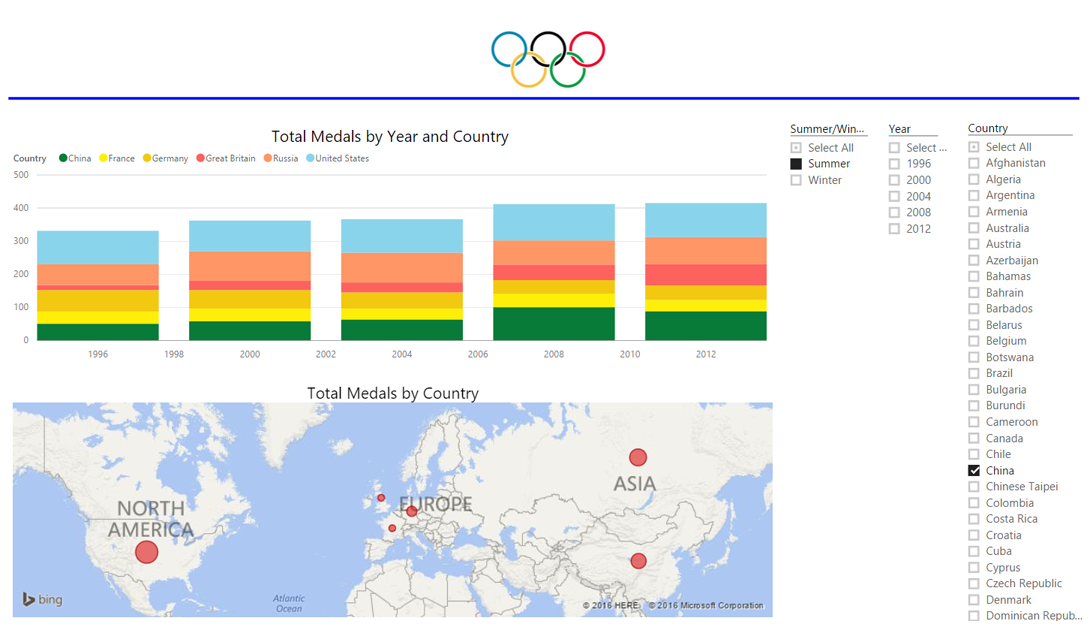 Total Medals by Year and Country
Country China France Germany Great Britain Russia United States
500
400
300
200
100
0
1996 1998 2000 2002 2004 2006 2008 2010 2012
Total Medals by Country
NORTH
AMERICA
EUROPE
ASIA
Atlantic
Ocean
bing
© 2016 HERE © 2016 Microsoft Corporation
Summer/Win...
Select All
Summer
Winter
Year
Select ...
1996
2000
2004
2008
2012
Country
Select All
Afghanistan
Algeria
Argentina
Armenia
Australia
Austria
Azerbaijan
Bahamas
Bahrain
Barbados
Belarus
Belgium
Botswana
Brazil
Bulgaria
Burundi
Cameroon
Canada
Chile
China
Chinese Taipei
Colombia
Costa Rica
Croatia
Cuba
Cyprus
Czech Republic
Denmark
Dominican Repub...